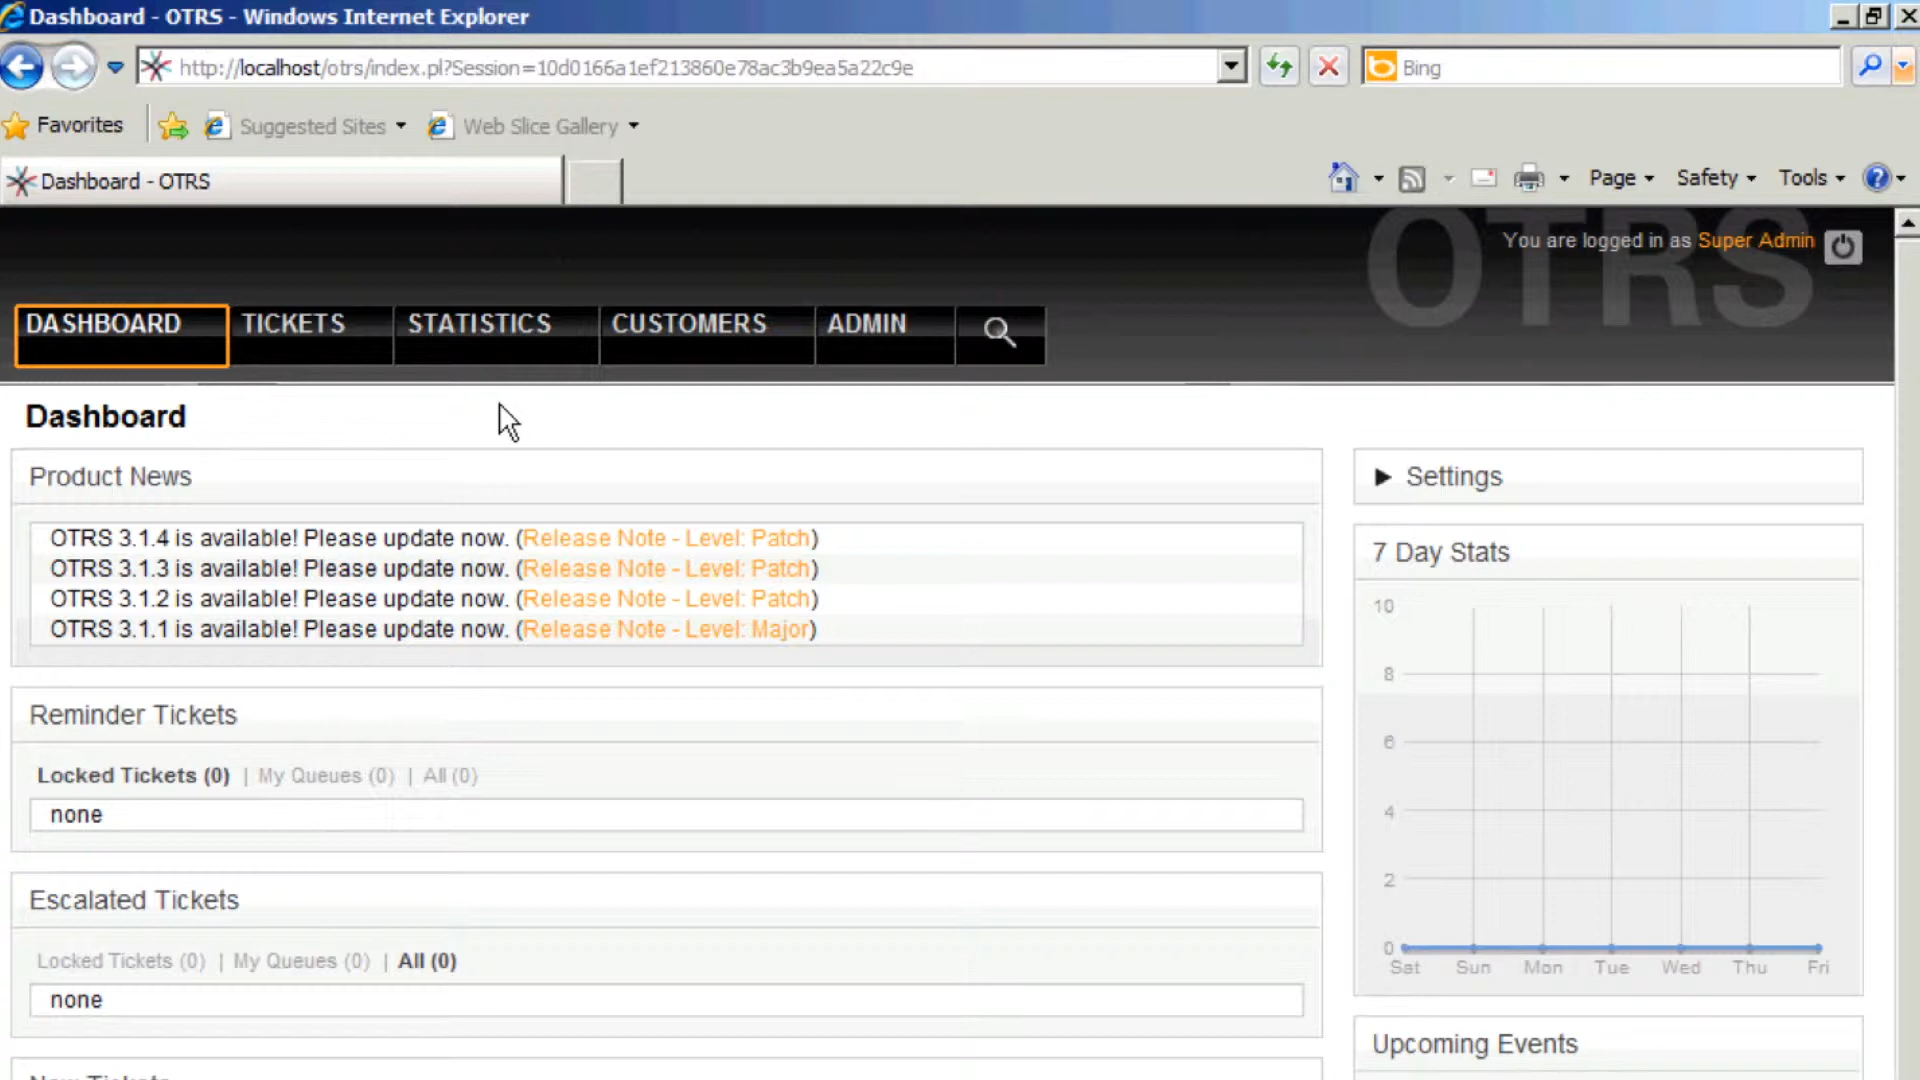 Dashboard - OTRS - Windows Internet Explorer
http://localhost/otrs/index.pl?Session=10d0166a1ef213860e78ac3b9ea5a22c9e
Bing
Favorites
Suggested Sites
Web Slice Gallery
Dashboard - OTRS
Page
Safety
Tools
OTRS
You are logged in as Super Admin
DASHBOARD
TICKETS
STATISTICS
CUSTOMERS
ADMIN
Dashboard
Product News
OTRS 3.1.4 is available! Please update now. (Release Note - Level: Patch)
OTRS 3.1.3 is available! Please update now. (Release Note - Level: Patch)
OTRS 3.1.2 is available! Please update now. (Release Note - Level: Patch)
OTRS 3.1.1 is available! Please update now. (Release Note - Level: Major)
Reminder Tickets
Locked Tickets (0) | My Queues (0) | All (0)
none
Escalated Tickets
Locked Tickets (0) | My Queues (0) | All (0)
none
Settings
7 Day Stats
10
8
6
4
2
0
Sat Sun Mon Tue Wed Thu Fri
Upcoming Events